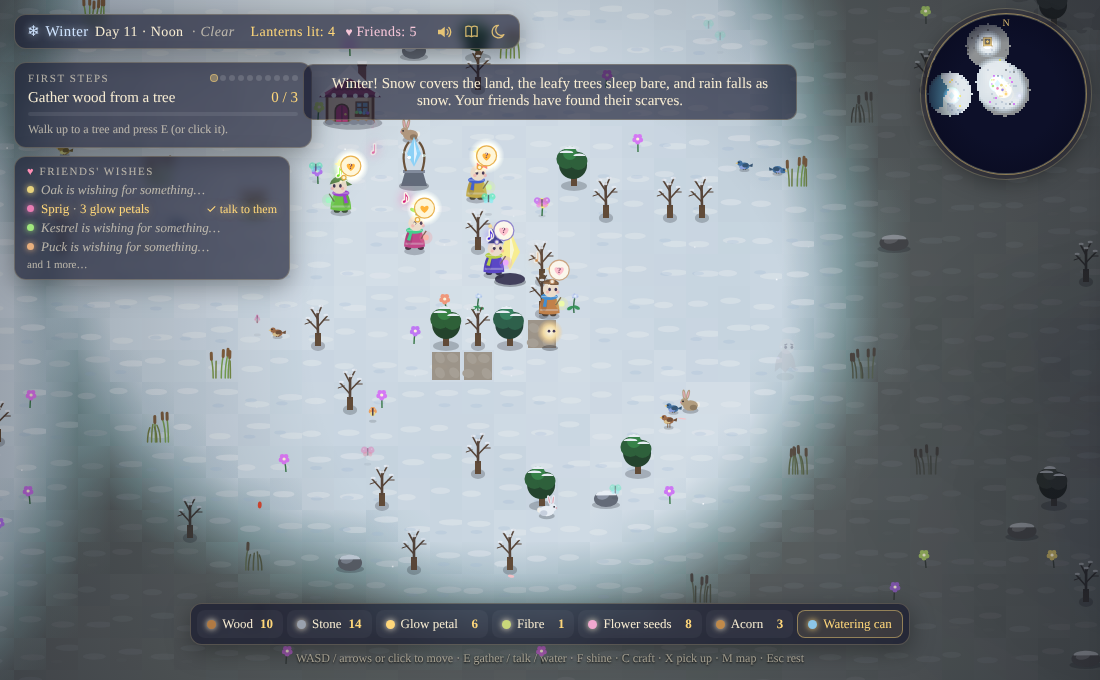 ❄ Winter Day 11 · Noon · Clear Lanterns lit: 4 ♥ Friends: 5
FIRST STEPS
Gather wood from a tree 0 / 3
Walk up to a tree and press E (or click it).
Winter! Snow covers the land, the leafy trees sleep bare, and rain falls as
snow. Your friends have found their scarves.
N
♥ FRIENDS' WISHES
Oak is wishing for something…
Sprig · 3 glow petals ✓ talk to them
Kestrel is wishing for something…
Puck is wishing for something…
and 1 more…
Wood 10 Stone 14 Glow petal 6 Fibre 1 Flower seeds 8 Acorn 3 Watering can
WASD / arrows or click to move · E gather / talk / water · F shine · C craft · X pick up · M map · Esc rest